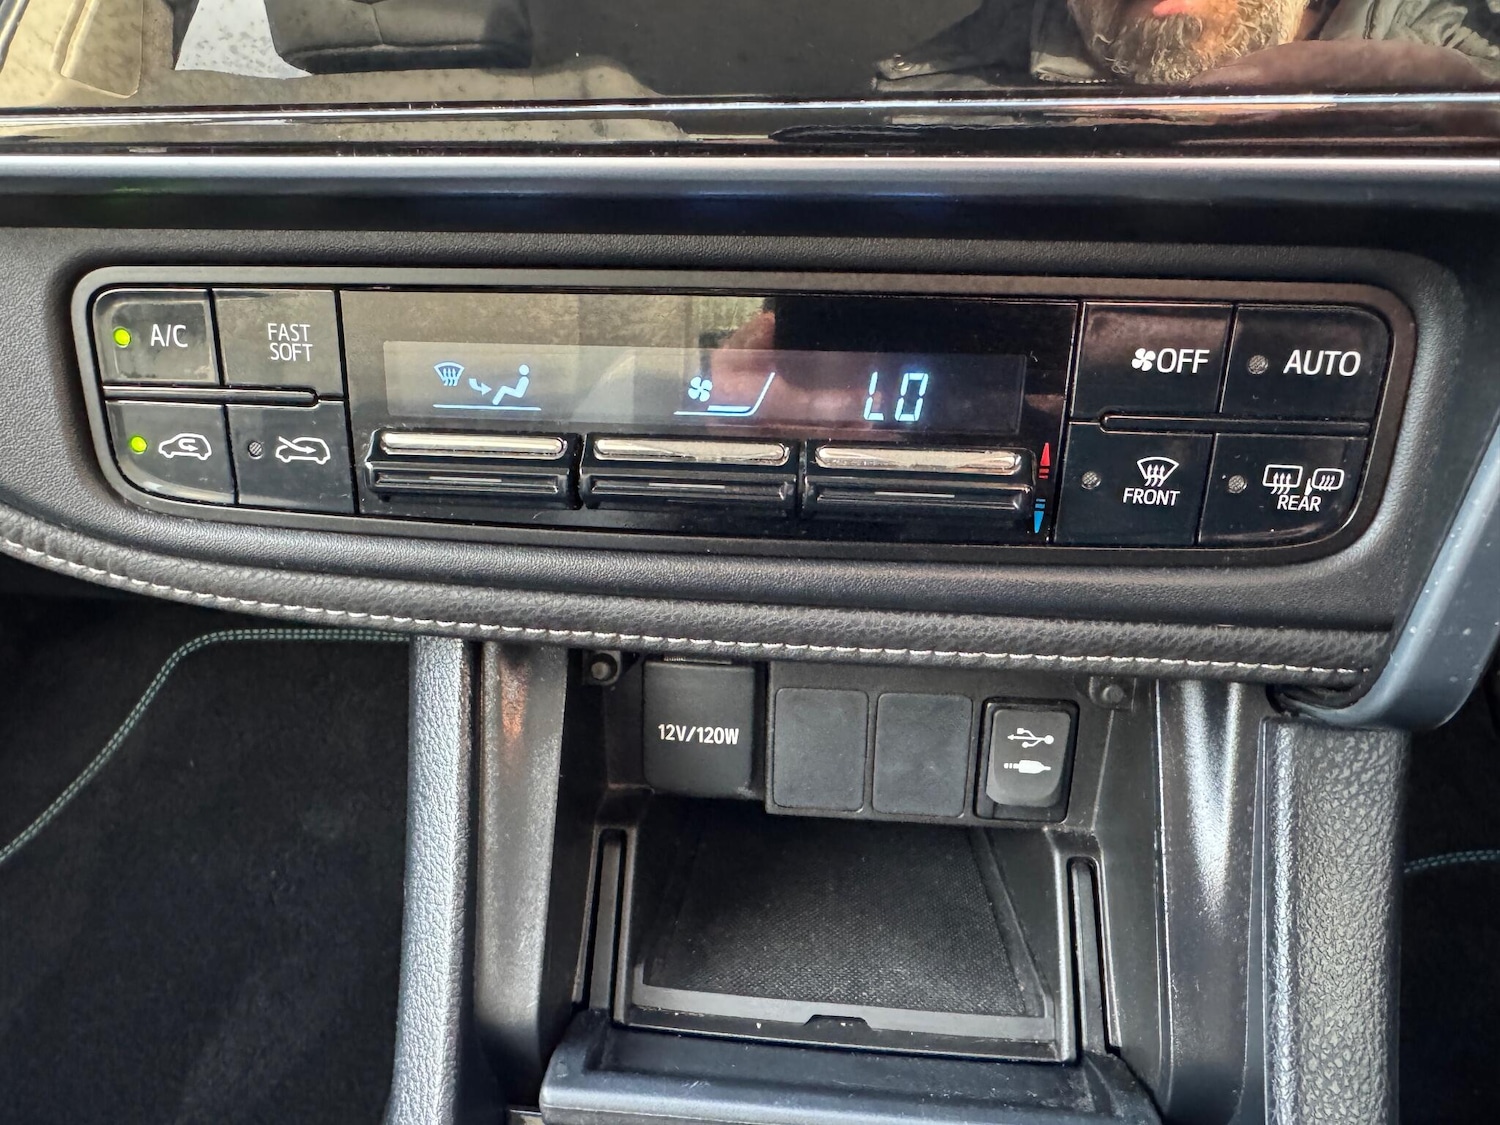 A/C
FAST
SOFT
LO
OFF
AUTO
FRONT
REAR
12V/120W